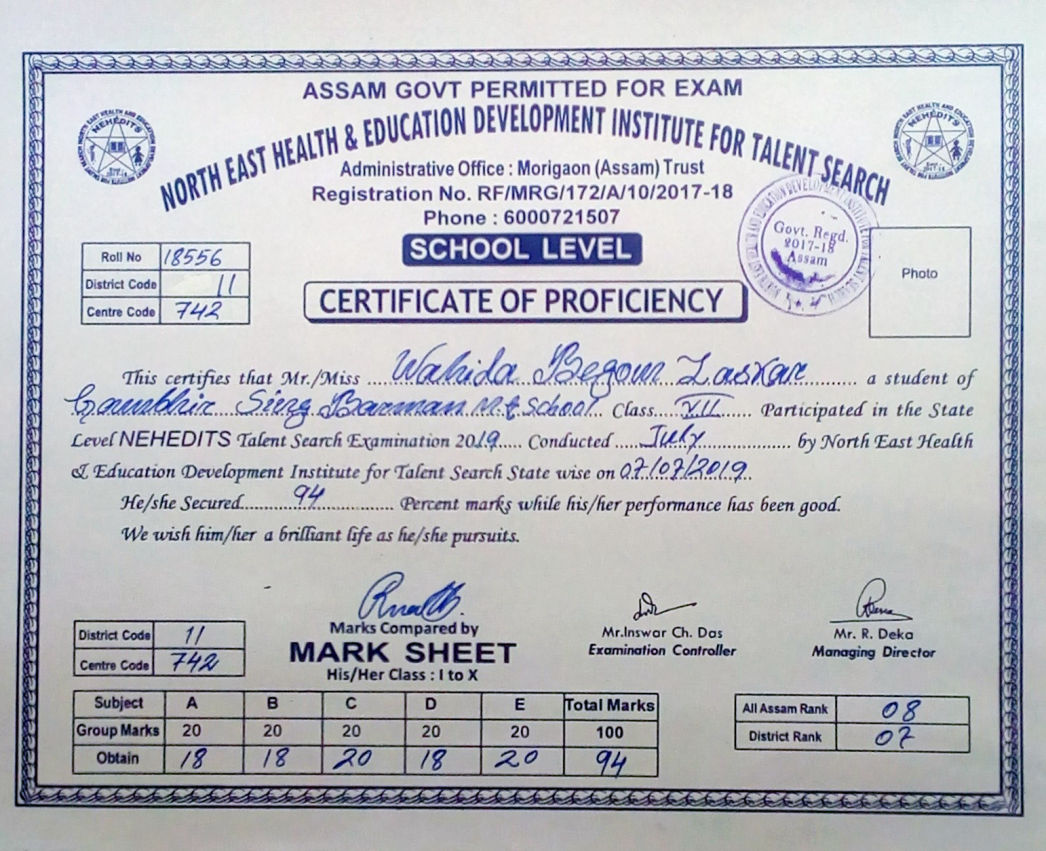 ASSAM GOVT PERMITTED FOR EXAM
NORTH EAST HEALTH & EDUCATION DEVELOPMENT INSTITUTE FOR TALENT SEARCH
Administrative Office : Morigaon (Assam) Trust
Registration No. RF/MRG/172/A/10/2017-18
Phone : 6000721507
SCHOOL LEVEL
CERTIFICATE OF PROFICIENCY
NEHEDITS
NEHEDITS
Govt. Regd.
2017-18
Assam
Photo
Roll No 18556
District Code 11
Centre Code 742
This certifies that Mr./Miss Wahida Begom Laskar a student of
Gambhir Sing Barman M.E School Class VII Participated in the State
Level NEHEDITS Talent Search Examination 2019 Conducted July by North East Health
& Education Development Institute for Talent Search State wise on 07/07/2019
He/she Secured 94 Percent marks while his/her performance has been good.
We wish him/her a brilliant life as he/she pursuits.
District Code 11
Centre Code 742
Marks Compared by
MARK SHEET
His/Her Class : I to X
Mr.Inswar Ch. Das
Examination Controller
Mr. R. Deka
Managing Director
Subject A B C D E Total Marks
Group Marks 20 20 20 20 20 100
Obtain 18 18 20 18 20 94
All Assam Rank 08
District Rank 07